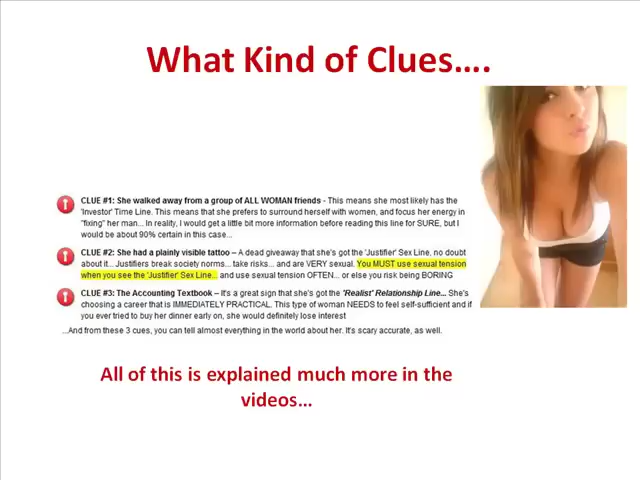 What Kind of Clues....
CLUE #1: She walked away from a group of ALL WOMAN friends - This means she most likely has the
'Investor' Time Line. This means that she prefers to surround herself with women, and focus her energy in
"fixing" her man... In reality, I would get a little bit more information before reading this line for SURE, but I
would be about 90% certain in this case...
CLUE #2: She had a plainly visible tattoo – A dead giveaway that she's got the 'Justifier' Sex Line, no doubt
about it... Justifiers break society norms... take risks... and are VERY sexual. You MUST use sexual tension
when you see the 'Justifier' Sex Line... and use sexual tension OFTEN... or else you risk being BORING
CLUE #3: The Accounting Textbook – It's a great sign that she's got the 'Realist' Relationship Line... She's
choosing a career that is IMMEDIATELY PRACTICAL. This type of woman NEEDS to feel self-sufficient and if
you ever tried to buy her dinner early on, she would definitely lose interest
...And from these 3 cues, you can tell almost everything in the world about her. It's scary accurate, as well.
All of this is explained much more in the
videos...